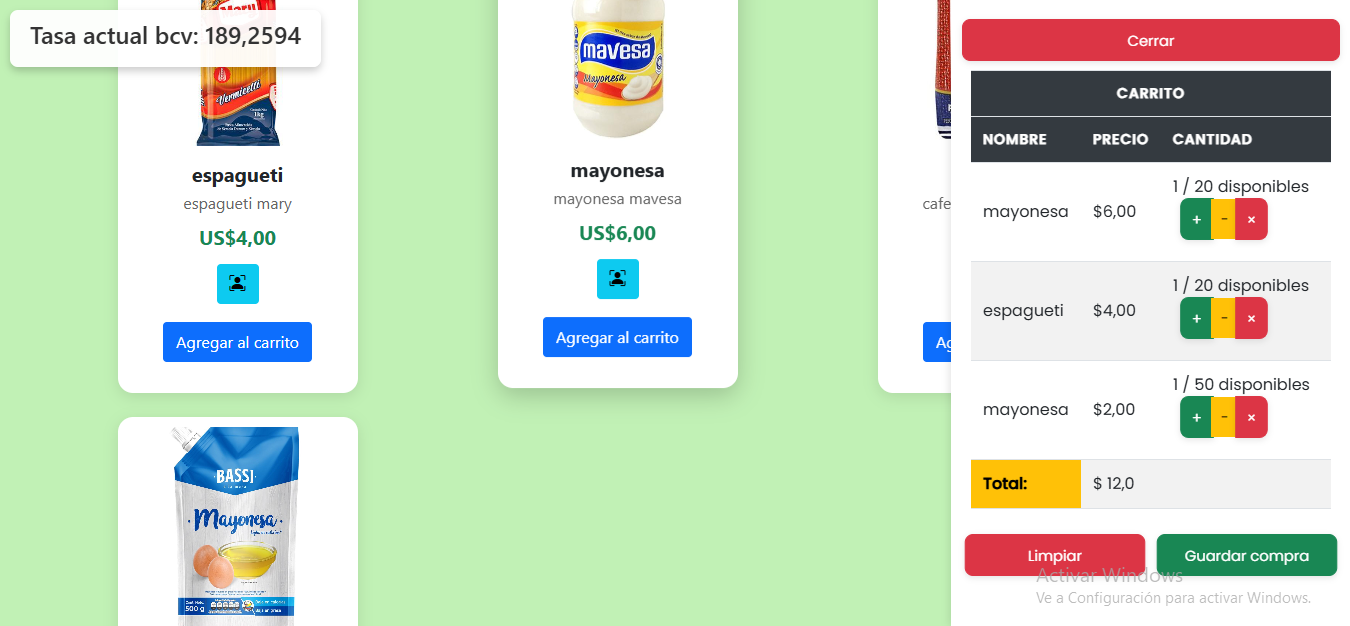 Tasa actual bcv: 189,2594
Mary
Vermicelli
1kg
espagueti
espagueti mary
US$4,00
Agregar al carrito
mavesa
Mayonesa
mayonesa
mayonesa mavesa
US$6,00
Agregar al carrito
cafe
Ag
BASSI
Mayonesa
500 g
Cerrar
CARRITO
NOMBRE PRECIO CANTIDAD
1 / 20 disponibles
mayonesa $6,00
+ - ×
1 / 20 disponibles
espagueti $4,00
+ - ×
1 / 50 disponibles
mayonesa $2,00
+ - ×
Total: $ 12,0
Limpiar Guardar compra
Activar Windows
Ve a Configuración para activar Windows.